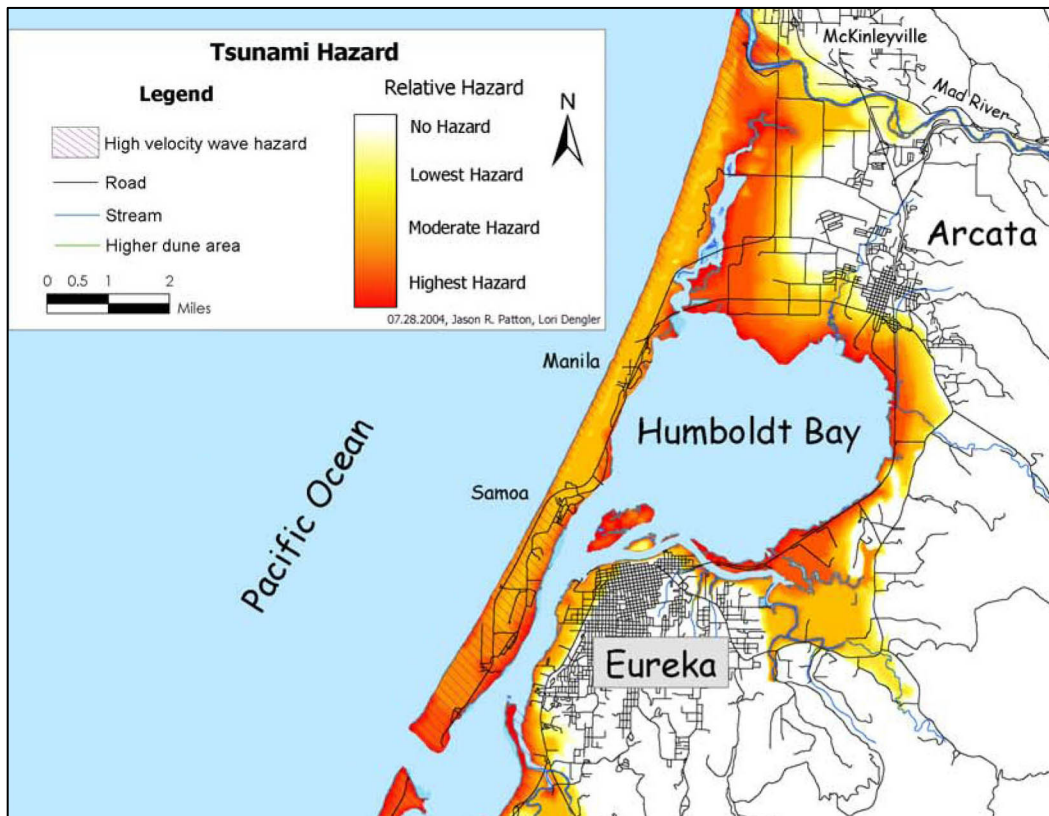 Tsunami Hazard
Legend
High velocity wave hazard
Road
Stream
Higher dune area
0 0.5 1 2
Miles
Relative Hazard
No Hazard
Lowest Hazard
Moderate Hazard
Highest Hazard
N
07.28.2004, Jason R. Patton, Lori Dengler
McKinleyville
Mad River
Arcata
Manila
Humboldt Bay
Samoa
Pacific Ocean
Eureka